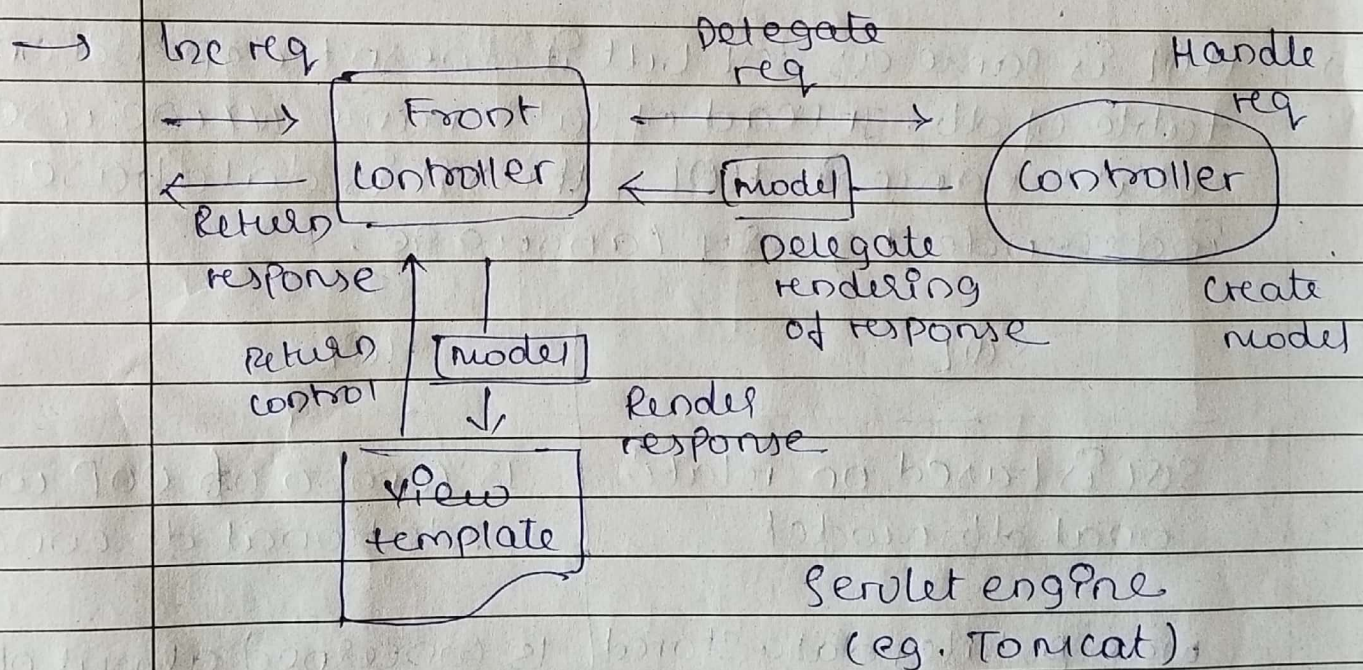 → Inc req
Delegate
req
Handle
req
Front
controller
[model]
controller
Return
response
Delegate
rendering
of response
create
model
Return
control
[model]
Render
response
view
template
Servlet engine
(eg. Tomcat)